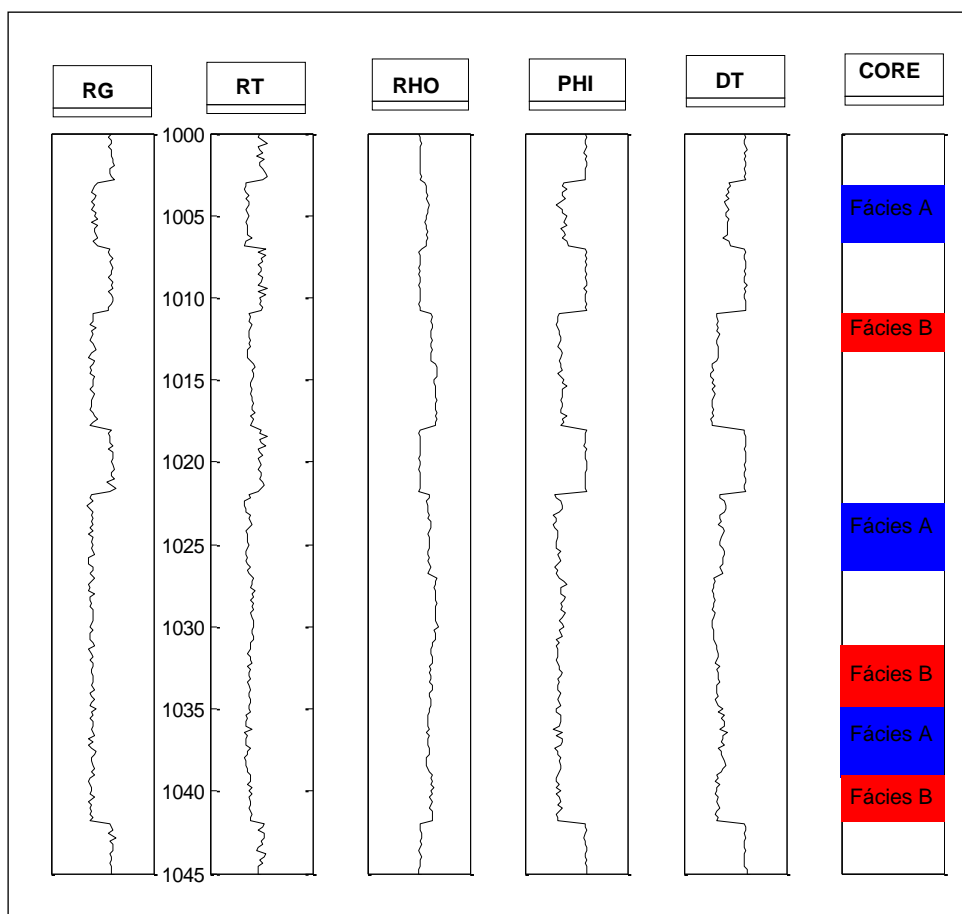 RG
RT
RHO
PHI
DT
CORE
1000
1005
1010
1015
1020
1025
1030
1035
1040
1045
Fácies A
Fácies B
Fácies A
Fácies B
Fácies A
Fácies B